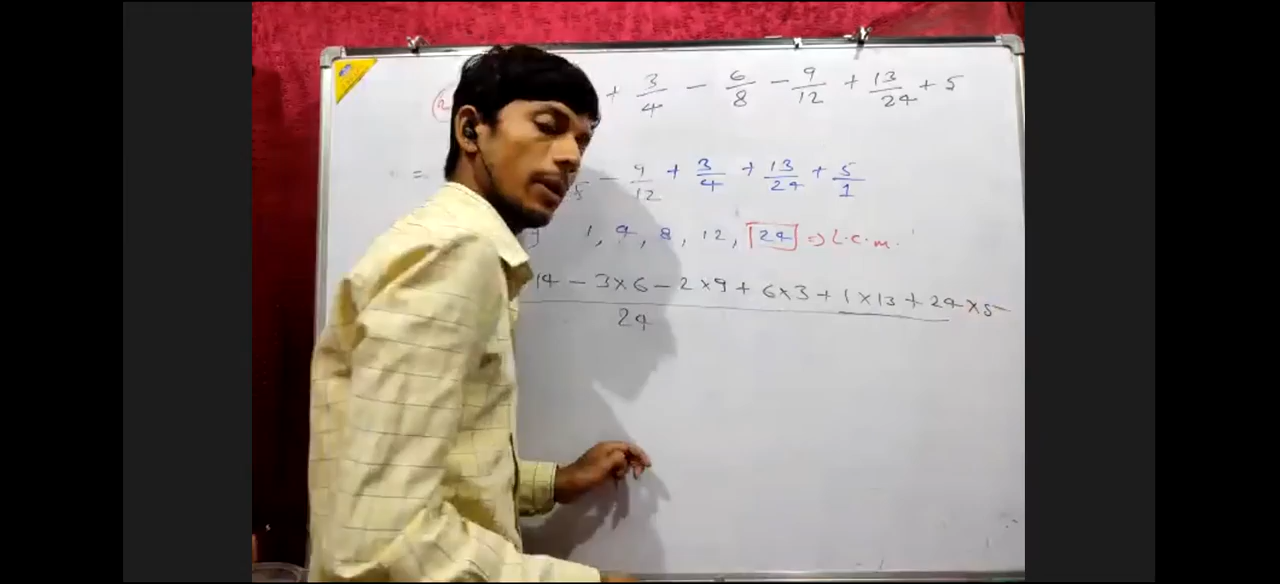 + 3/4 - 6/8 - 9/12 + 13/24 + 5
= - 9/12 + 3/4 + 13/24 + 5/1
1, 4, 8, 12, 24 => L.C.M.
14 - 3×6 - 2×9 + 6×3 + 1×13 + 24×5
24